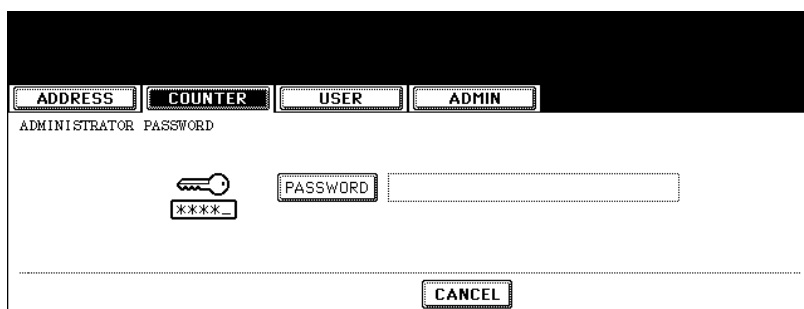 ADDRESS COUNTER USER ADMIN
ADMINISTRATOR PASSWORD
PASSWORD
****_
CANCEL